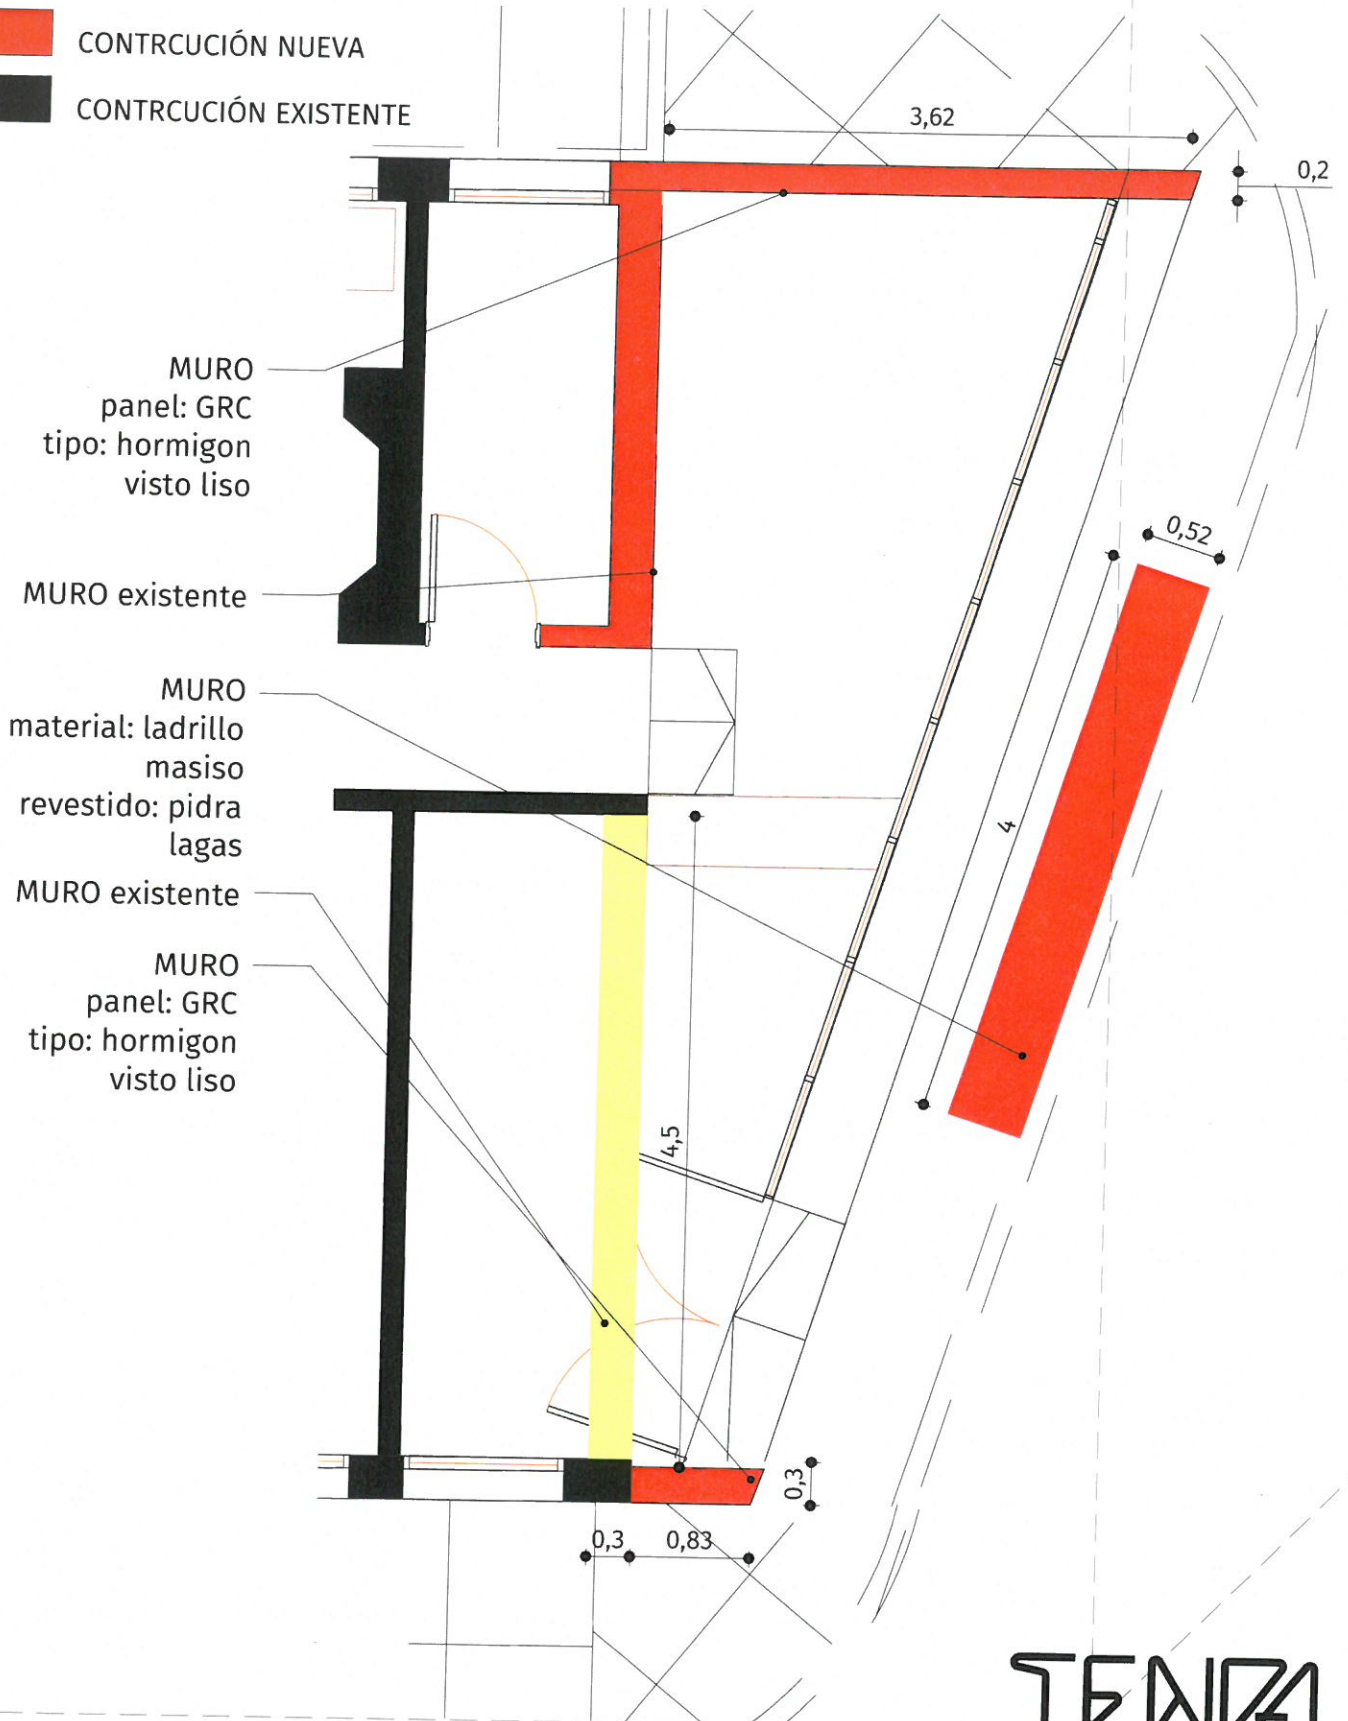 CONTRCUCIÓN NUEVA
CONTRCUCIÓN EXISTENTE
3,62
0,2
MURO
panel: GRC
tipo: hormigon
visto liso
0,52
MURO existente
MURO
material: ladrillo
masiso
revestido: pidra
lagas
4
MURO existente
MURO
panel: GRC
tipo: hormigon
visto liso
4,5
0,3
0,3
0,83